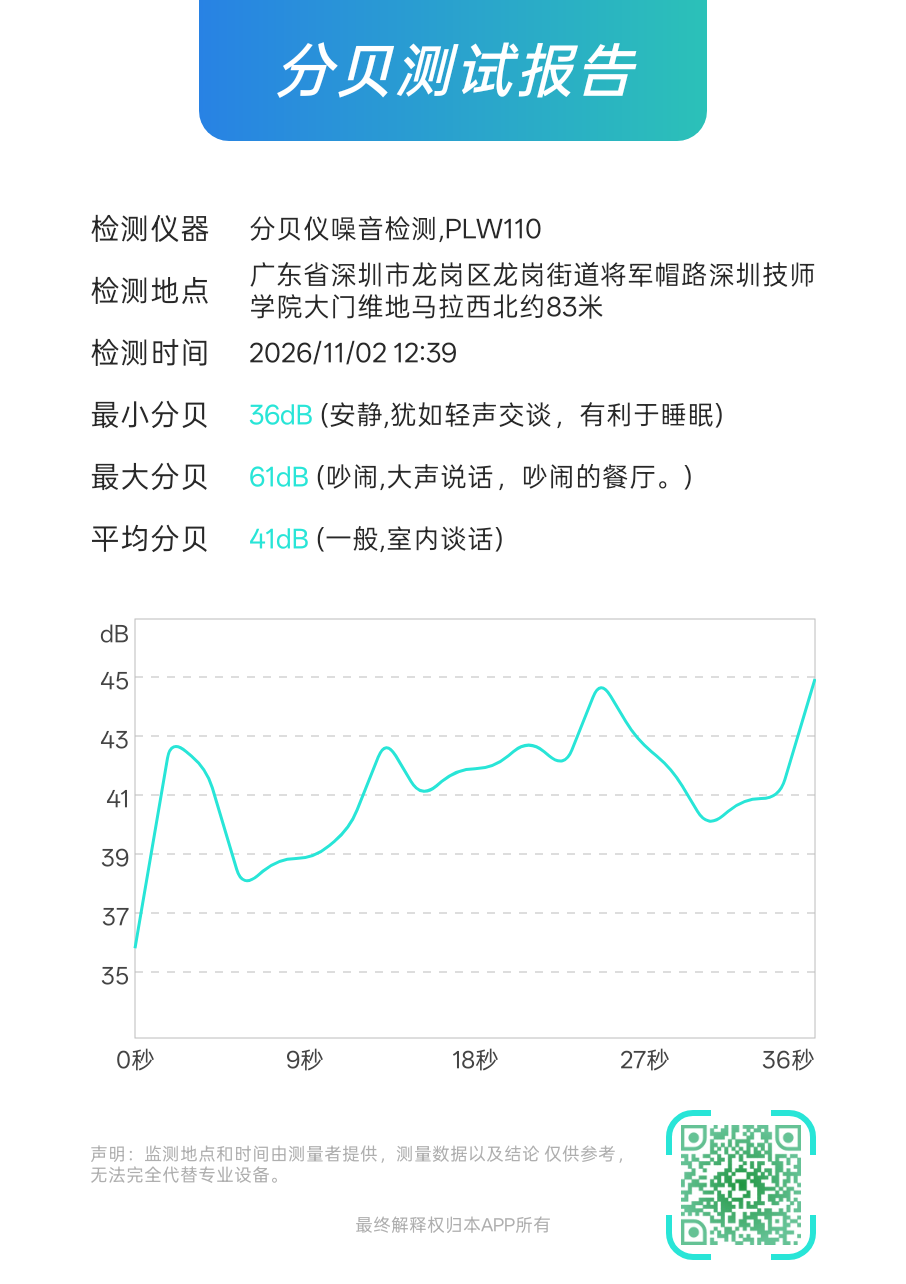 分贝测试报告
检测仪器 分贝仪噪音检测,PLW110
检测地点 广东省深圳市龙岗区龙岗街道将军帽路深圳技师
学院大门维地马拉西北约83米
检测时间 2026/11/02 12:39
最小分贝 36dB (安静,犹如轻声交谈，有利于睡眠)
最大分贝 61dB (吵闹,大声说话，吵闹的餐厅。)
平均分贝 41dB (一般,室内谈话)
dB
45
43
41
39
37
35
0秒 9秒 18秒 27秒 36秒
声明：监测地点和时间由测量者提供，测量数据以及结论 仅供参考，
无法完全代替专业设备。
最终解释权归本APP所有